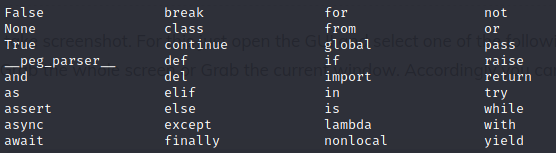 False break for not
None class from or
True continue global pass
__peg_parser__ def if raise
and del import return
as elif in try
assert else is while
async except lambda with
await finally nonlocal yield